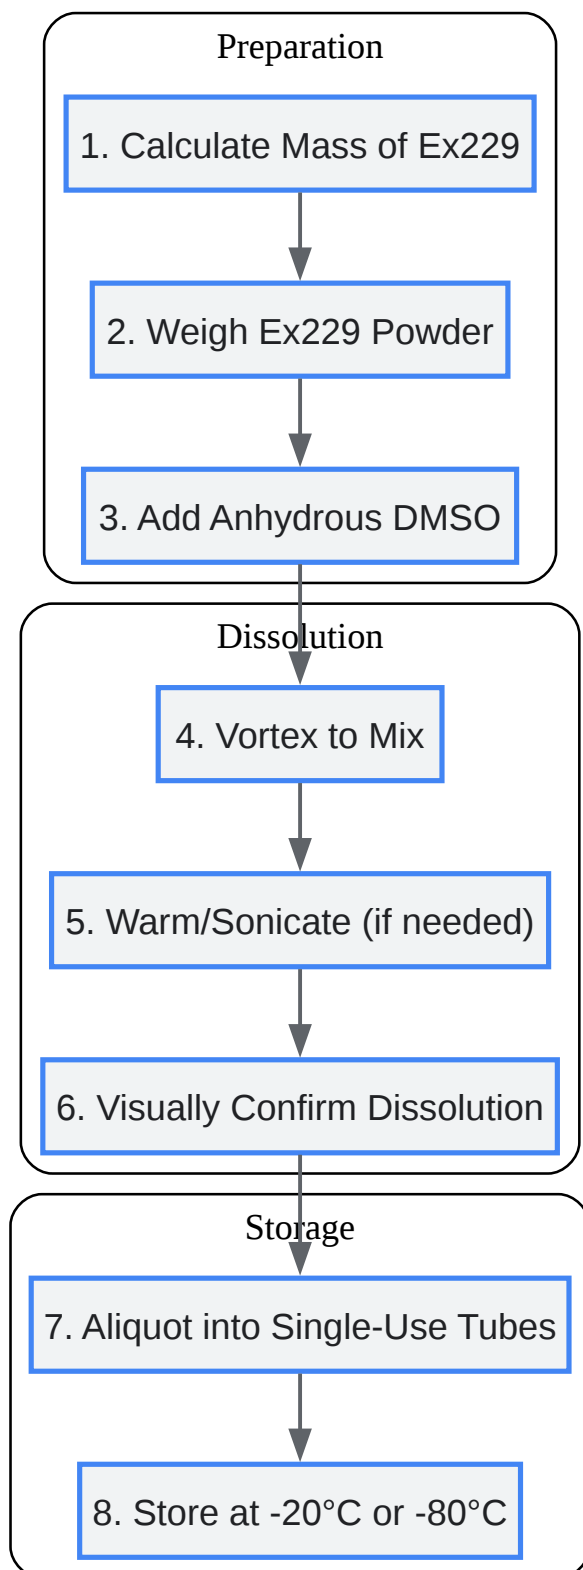 Preparation
1. Calculate Mass of Ex229
2. Weigh Ex229 Powder
3. Add Anhydrous DMSO
Dissolution
4. Vortex to Mix
5. Warm/Sonicate (if needed)
6. Visually Confirm Dissolution
Storage
7. Aliquot into Single-Use Tubes
8. Store at -20°C or -80°C